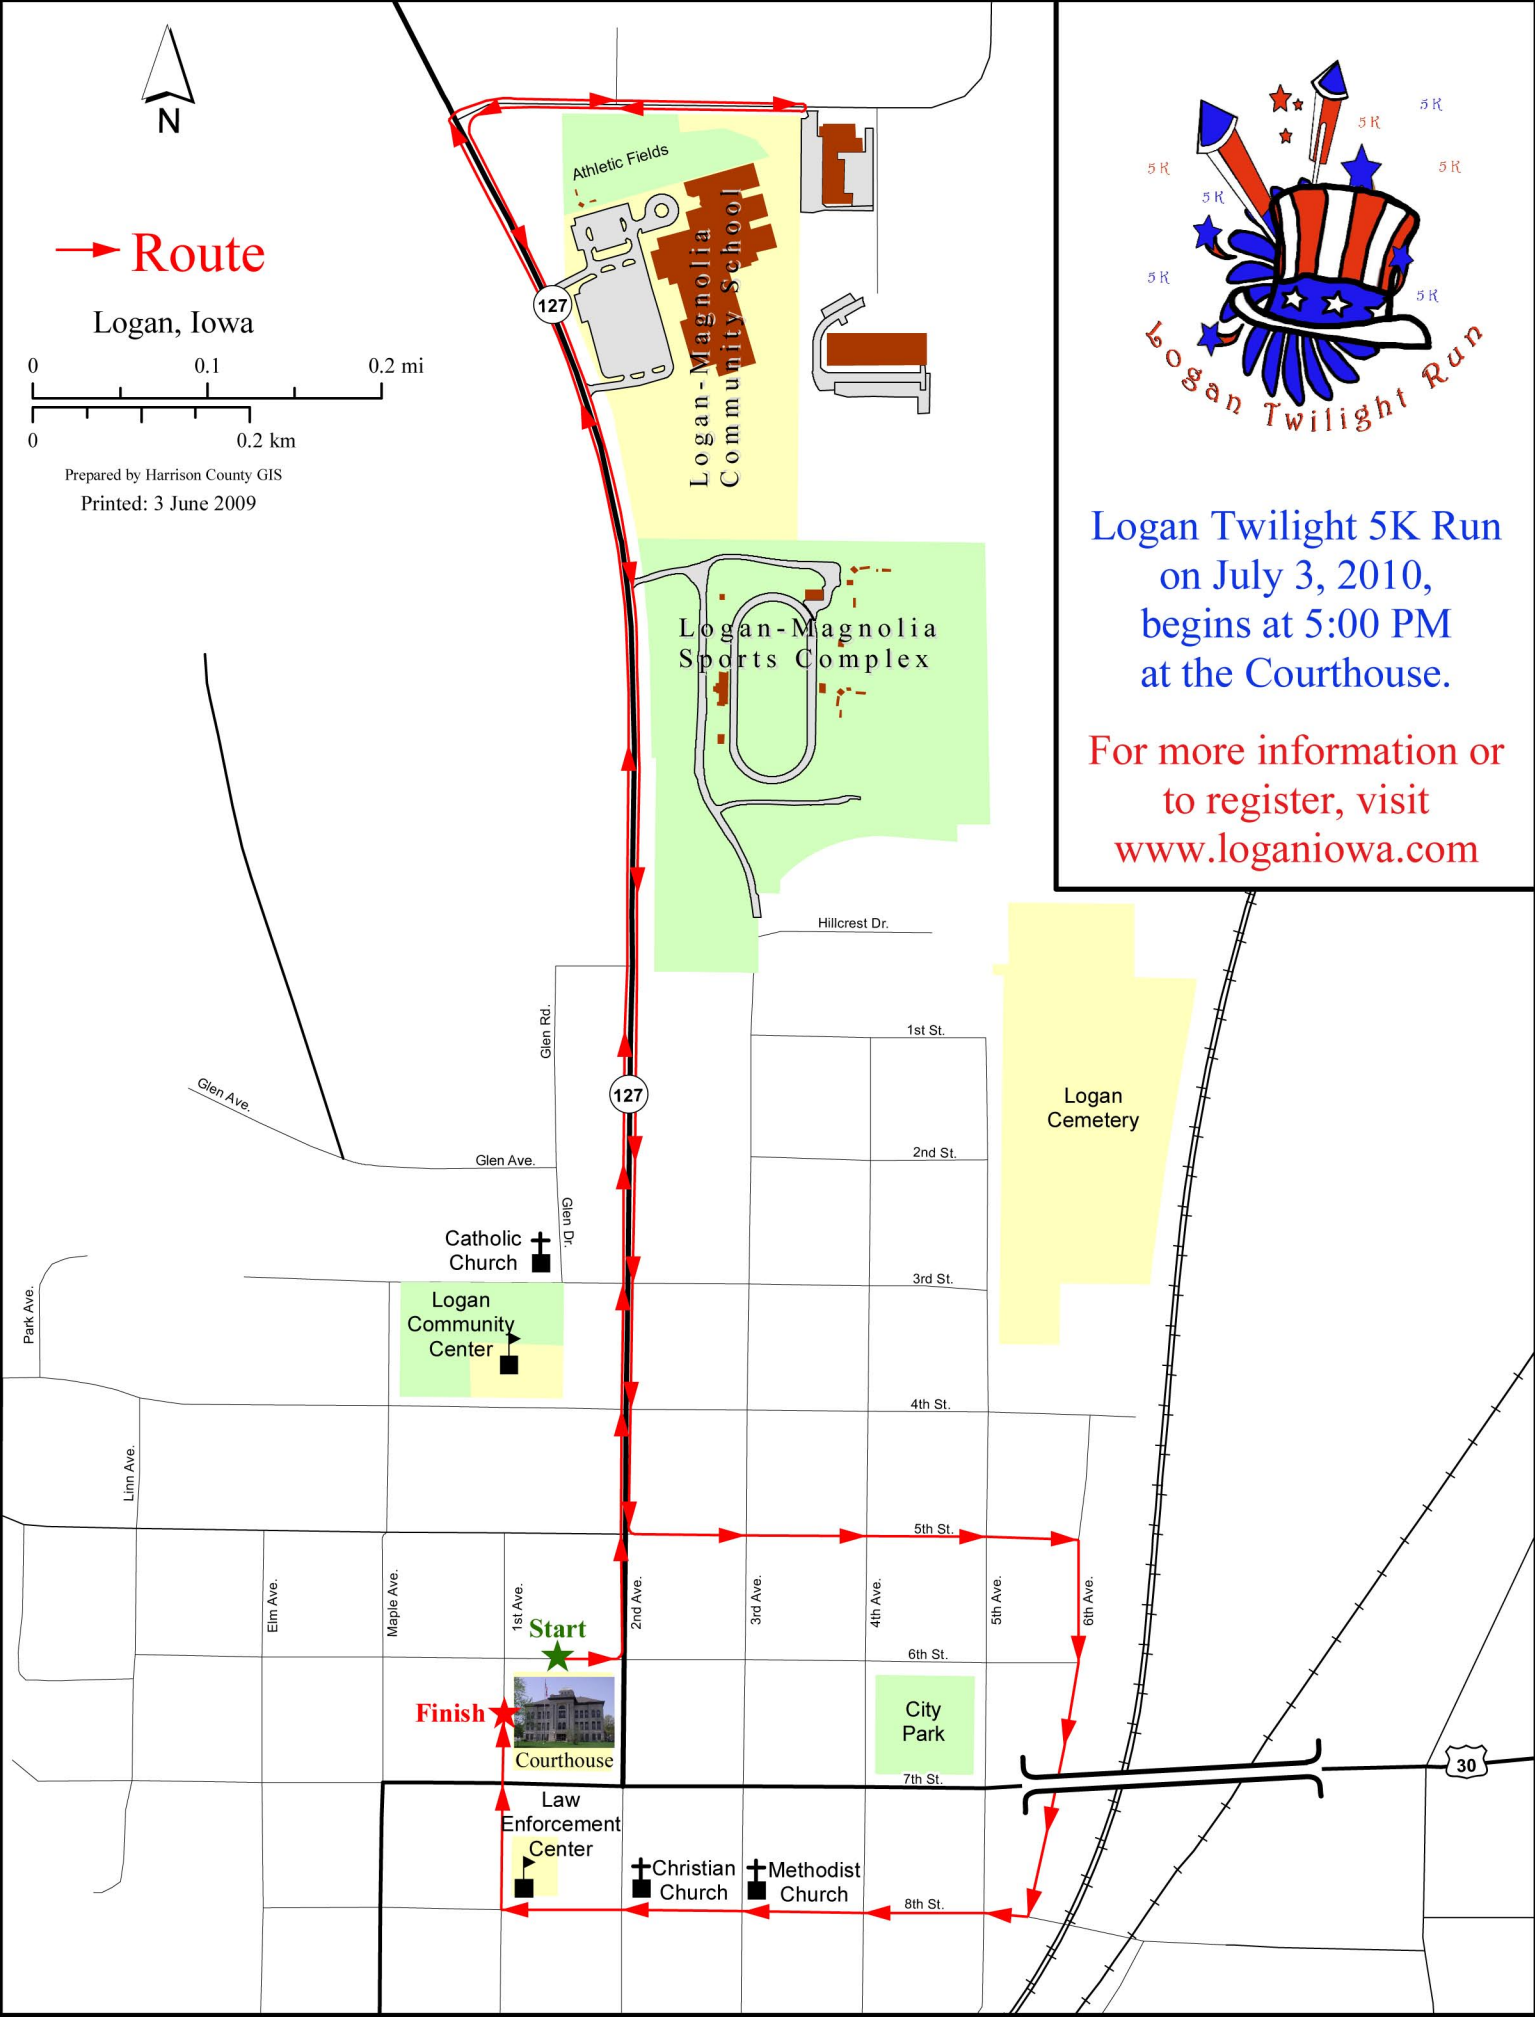 N
Route
Logan, Iowa
0 0.1 0.2 mi
0 0.2 km
Prepared by Harrison County GIS
Printed: 3 June 2009
5K
5K
5K
5K
5K
5K
5K
Logan Twilight Run
Logan Twilight 5K Run
on July 3, 2010,
begins at 5:00 PM
at the Courthouse.
For more information or
to register, visit
www.loganiowa.com
Athletic Fields
Logan-Magnolia
Community School
127
Logan-Magnolia
Sports Complex
Hillcrest Dr.
Glen Rd.
1st St.
127
Glen Ave.
Logan
Cemetery
2nd St.
Glen Ave.
Glen Dr.
Catholic
Church
3rd St.
Park Ave.
Logan
Community
Center
4th St.
Linn Ave.
5th St.
Elm Ave.
Maple Ave.
1st Ave.
2nd Ave.
3rd Ave.
4th Ave.
5th Ave.
6th Ave.
Start
6th St.
Finish
City
Park
Courthouse
7th St.
30
Law
Enforcement
Center
Christian
Church
Methodist
Church
8th St.